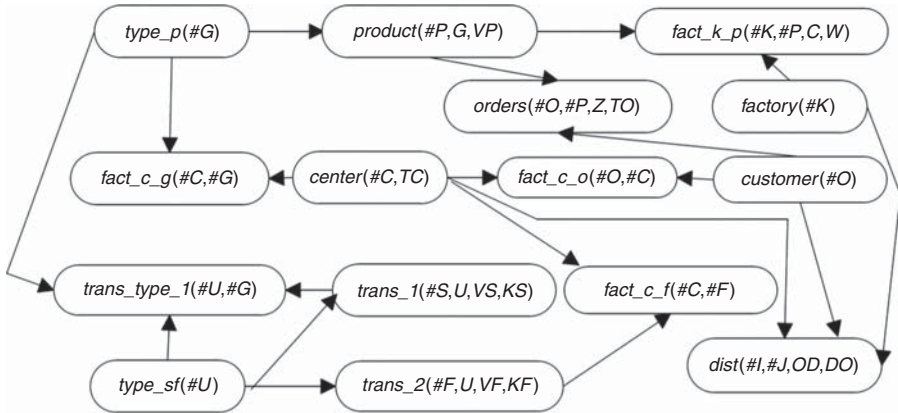 type_p(#G)
product(#P,G,VP)
fact_k_p(#K,#P,C,W)
orders(#O,#P,Z,TO)
factory(#K)
fact_c_g(#C,#G)
center(#C,TC)
fact_c_o(#O,#C)
customer(#O)
trans_type_1(#U,#G)
trans_1(#S,U,VS,KS)
fact_c_f(#C,#F)
type_sf(#U)
trans_2(#F,U,VF,KF)
dist(#I,#J,OD,DO)